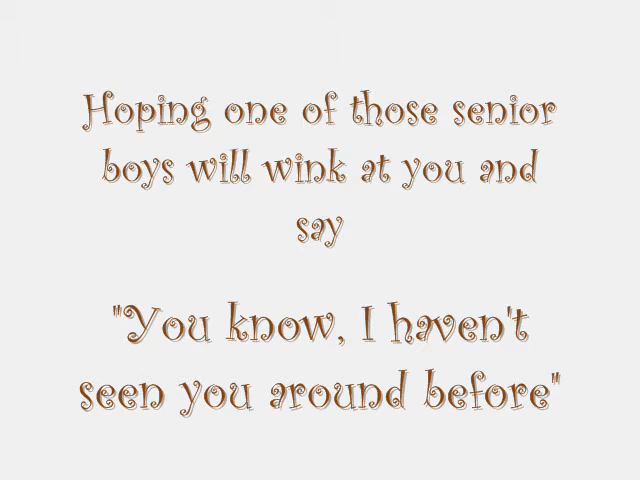 Hoping one of those senior
boys will wink at you and
say
"You know, I haven't
seen you around before"